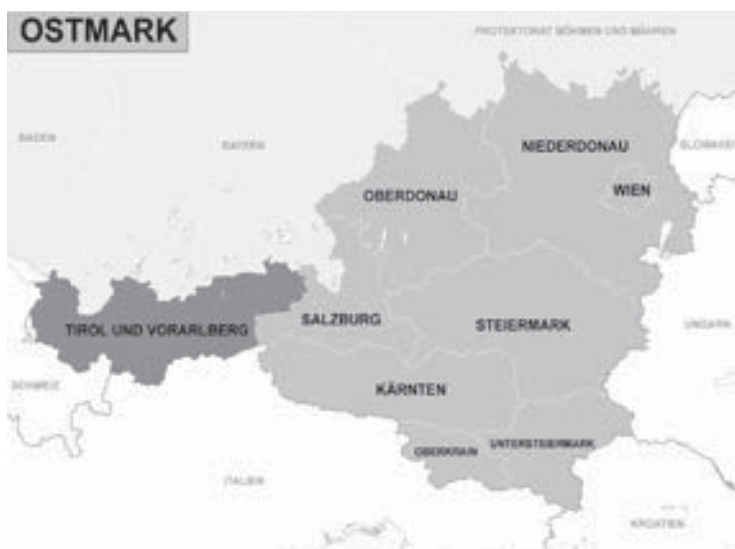 OSTMARK
PROTEKTORAT BÖHMEN UND MÄHREN
BADEN
BAYERN
NIEDERDONAU
SLOWAKEI
OBERDONAU
WIEN
TIROL UND VORARLBERG
SALZBURG
STEIERMARK
UNGARN
SCHWEIZ
KÄRNTEN
OBERKRAIN
UNTERSTEIERMARK
ITALIEN
KROATIEN